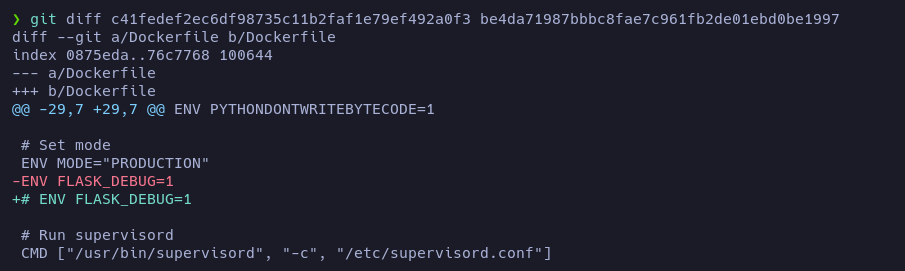 ❯ git diff c41fedef2ec6df98735c11b2faf1e79ef492a0f3 be4da71987bbbc8fae7c961fb2de01ebd0be1997
diff --git a/Dockerfile b/Dockerfile
index 0875eda..76c7768 100644
--- a/Dockerfile
+++ b/Dockerfile
@@ -29,7 +29,7 @@ ENV PYTHONDONTWRITEBYTECODE=1
 # Set mode
 ENV MODE="PRODUCTION"
-ENV FLASK_DEBUG=1
+# ENV FLASK_DEBUG=1
 # Run supervisord
 CMD ["/usr/bin/supervisord", "-c", "/etc/supervisord.conf"]